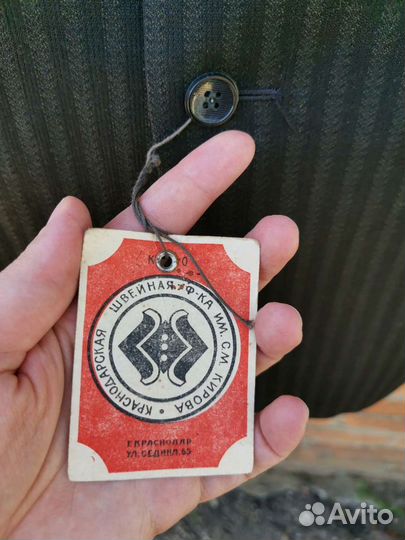 КРАСНОДАРСКАЯ ШВЕЙНАЯ Ф-КА ИМ. С.М. КИРОВА
Г.КРАСНОДАР
УЛ. СЕДИНА, 65
Avito